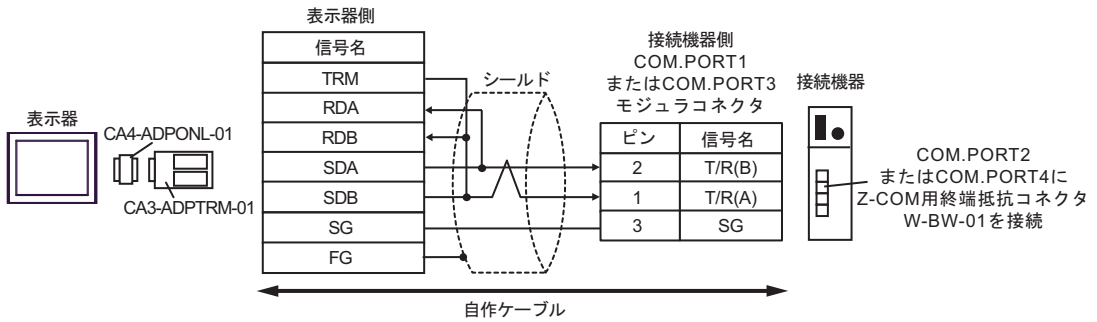 表示器
CA4-ADPONL-01
CA3-ADPTRM-01
表示器側
信号名
TRM
RDA
RDB
SDA
SDB
SG
FG
シールド
接続機器側
COM.PORT1
またはCOM.PORT3
モジュラコネクタ
ピン 信号名
2 T/R(B)
1 T/R(A)
3 SG
接続機器
COM.PORT2
またはCOM.PORT4に
Z-COM用終端抵抗コネクタ
W-BW-01を接続
自作ケーブル